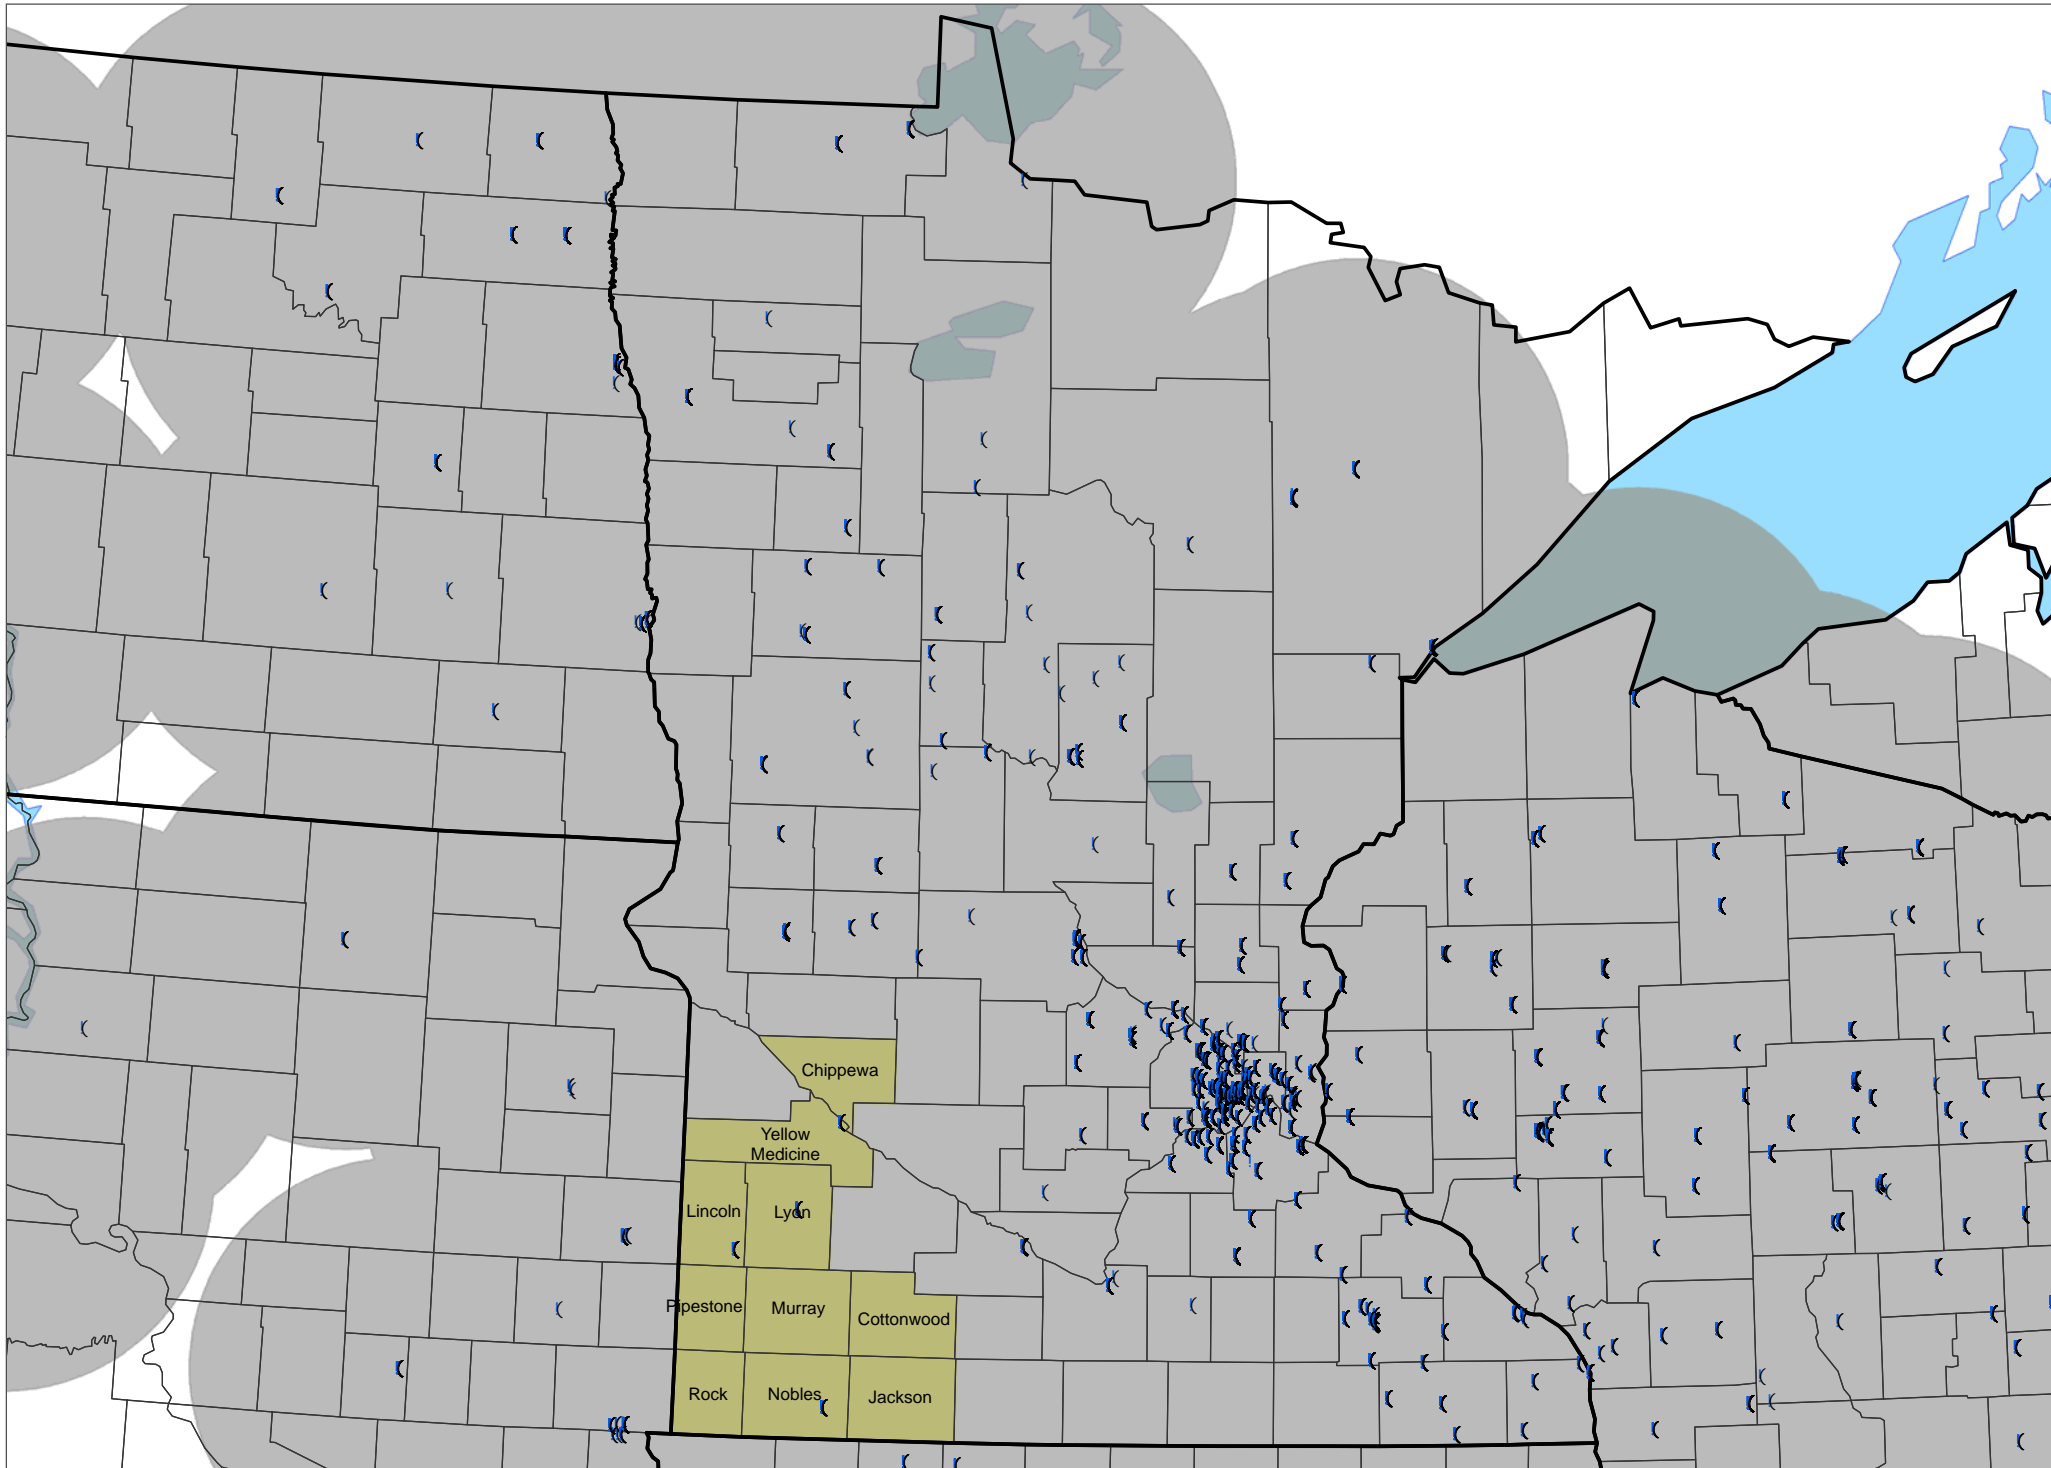 Chippewa
Yellow
Medicine
Lincoln
Lyon
Pipestone
Murray
Cottonwood
Rock
Nobles
Jackson